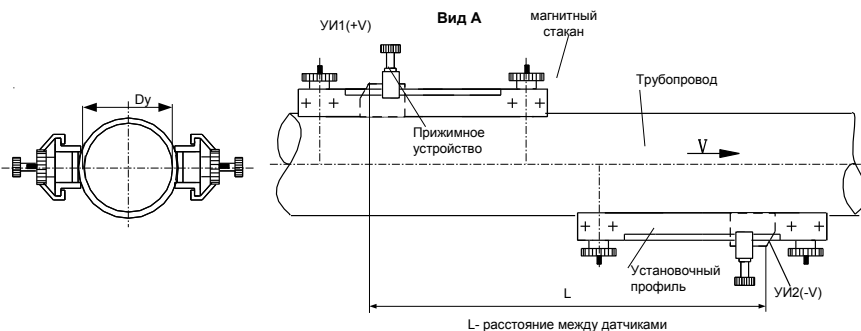 УИ1(+V)
Вид А
магнитный
стакан
Трубопровод
Dy
Прижимное
устройство
V
Установочный
профиль
L
УИ2(-V)
L- расстояние между датчиками